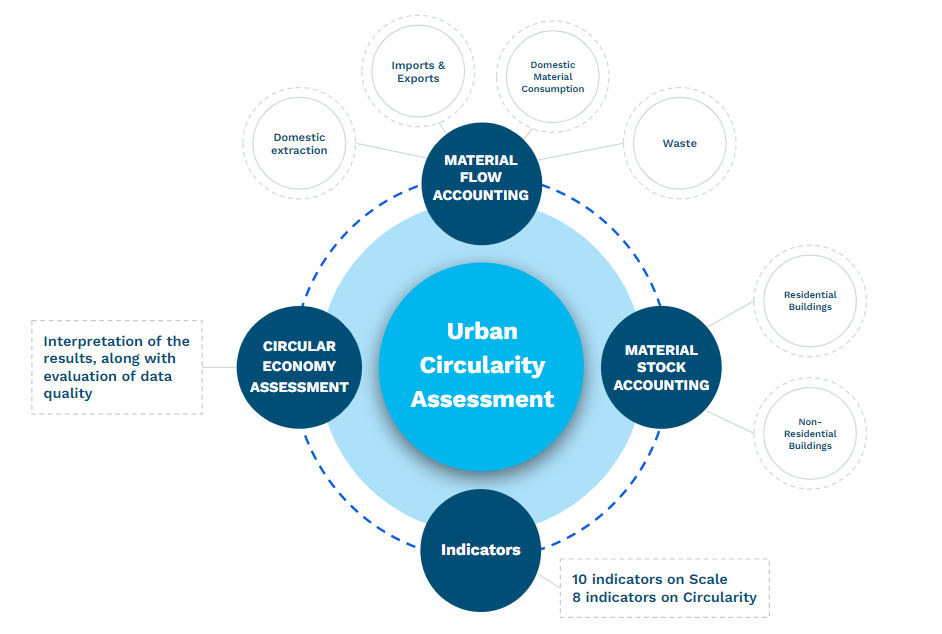 Imports &
Exports
Domestic
Material
Consumption
Domestic
extraction
Waste
MATERIAL
FLOW
ACCOUNTING
Residential
Buildings
Urban
Circularity
Assessment
CIRCULAR
ECONOMY
ASSESSMENT
Interpretation of the
results, along with
evaluation of data
quality
MATERIAL
STOCK
ACCOUNTING
Non-
Residential
Buildings
Indicators
10 indicators on Scale
8 indicators on Circularity